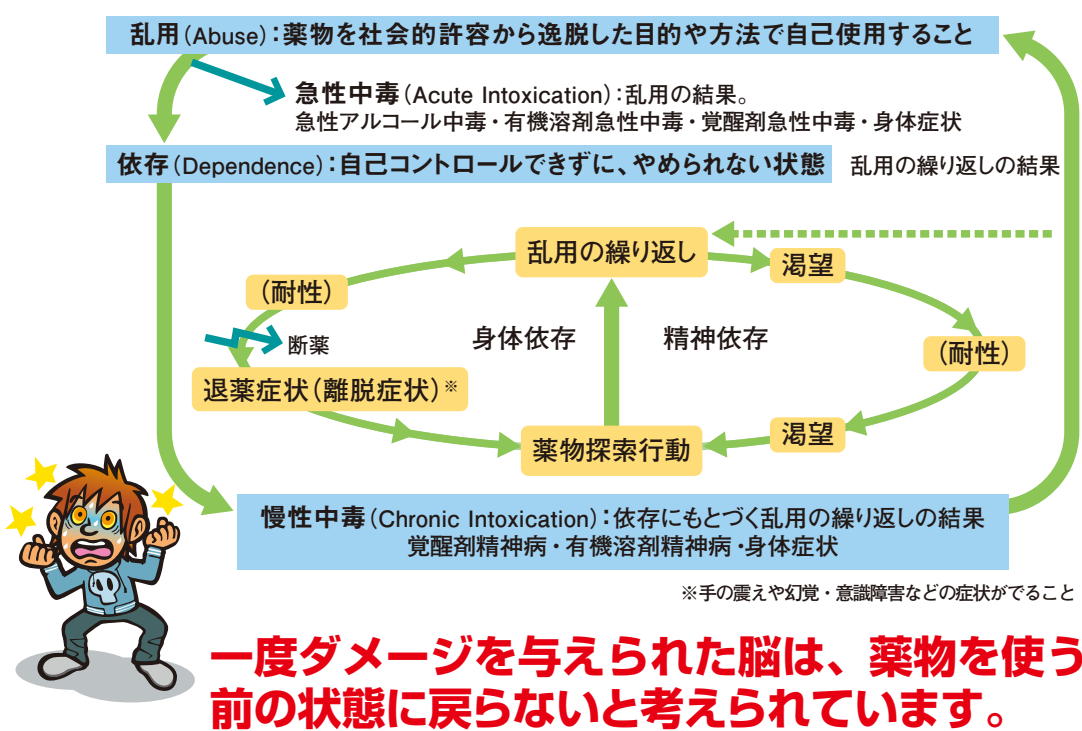 乱用(Abuse):薬物を社会的許容から逸脱した目的や方法で自己使用すること
急性中毒(Acute Intoxication):乱用の結果。
急性アルコール中毒・有機溶剤急性中毒・覚醒剤急性中毒・身体症状
依存(Dependence):自己コントロールできずに、やめられない状態
乱用の繰り返しの結果
乱用の繰り返し
渇望
(耐性)
断薬
身体依存
精神依存
(耐性)
退薬症状(離脱症状)※
渇望
薬物探索行動
慢性中毒(Chronic Intoxication):依存にもとづく乱用の繰り返しの結果
覚醒剤精神病・有機溶剤精神病・身体症状
※手の震えや幻覚・意識障害などの症状がでること
一度ダメージを与えられた脳は、薬物を使う
前の状態に戻らないと考えられています。